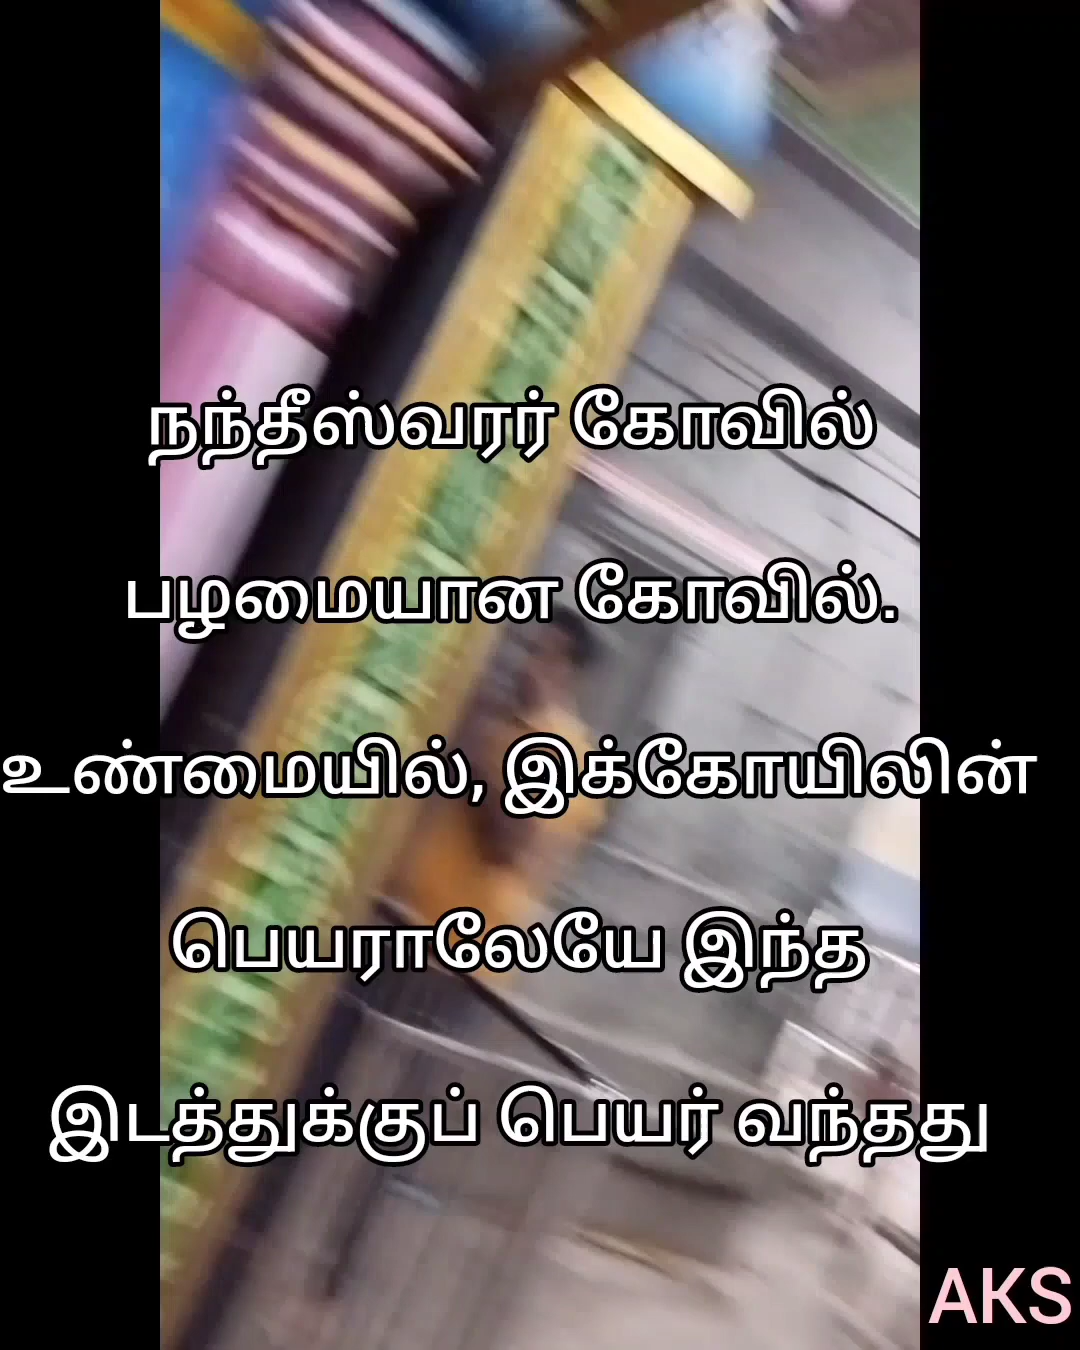 நந்தீஸ்வரர் கோவில்
பழமையான கோவில்.
உண்மையில், இக்கோயிலின்
பெயராலேயே இந்த
இடத்துக்குப் பெயர் வந்தது
AKS